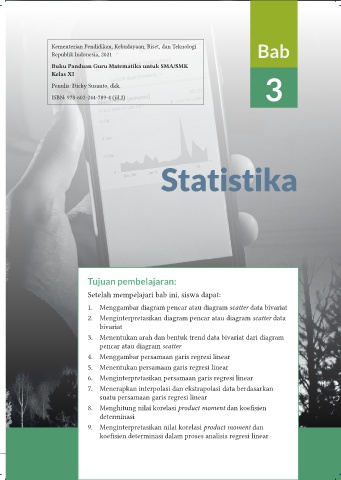 Kementerian Pendidikan, Kebudayaan, Riset, dan Teknologi
Republik Indonesia, 2021
Buku Panduan Guru Matematika untuk SMA/SMK
Kelas XI
Penulis: Dicky Susanto, dkk.
ISBN: 978-602-244-789-4 (jil.2)
Bab
3
Statistika
Tujuan pembelajaran:
Setelah mempelajari bab ini, siswa dapat:
1. Menggambar diagram pencar atau diagram scatter data bivariat
2. Menginterpretasikan diagram pencar atau diagram scatter data
bivariat
3. Menentukan arah dan bentuk trend data bivariat dari diagram
pencar atau diagram scatter
4. Menggambar persamaan garis regresi linear
5. Menentukan persamaan garis regresi linear
6. Menginterpretasikan persamaan garis regresi linear
7. Menerapkan interpolasi dan ekstrapolasi data berdasarkan
suatu persamaan garis regresi linear
8. Menghitung nilai korelasi product moment dan koefisien
determinasi
9. Menginterpretasikan nilai korelasi product moment dan
koefisien determinasi dalam proses analisis regresi linear